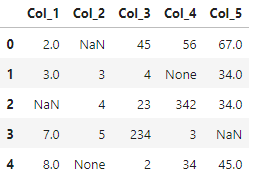 Col_1 Col_2 Col_3 Col_4 Col_5
0 2.0 NaN 45 56 67.0
1 3.0 3 4 None 34.0
2 NaN 4 23 342 34.0
3 7.0 5 234 3 NaN
4 8.0 None 2 34 45.0